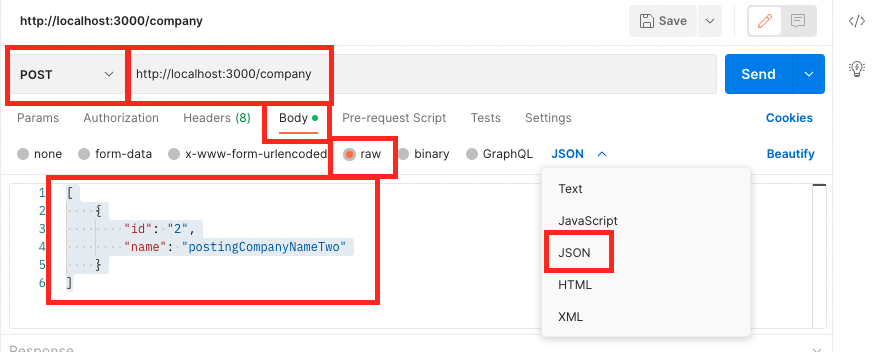 http://localhost:3000/company
Save
</>
POST
http://localhost:3000/company
Send
Params Authorization Headers (8) Body Pre-request Script Tests Settings Cookies
none form-data x-www-form-urlencoded raw binary GraphQL JSON Beautify
1 [
2 {
3 "id": "2",
4 "name": "postingCompanyNameTwo"
5 }
6 ]
Text
JavaScript
JSON
HTML
XML
Response